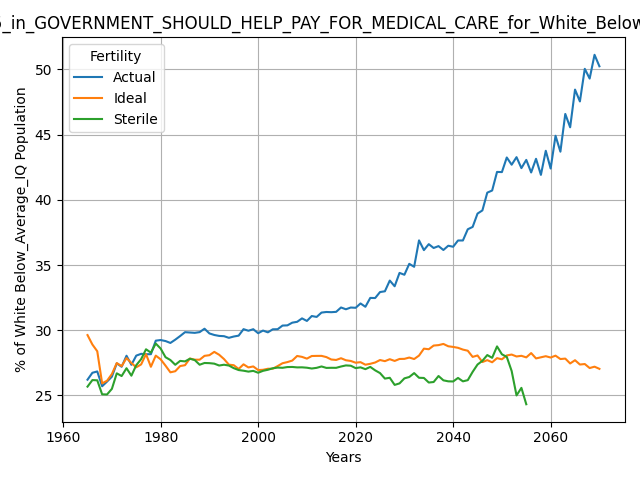 _in_GOVERNMENT_SHOULD_HELP_PAY_FOR_MEDICAL_CARE_for_White_Below
Fertility
Actual
Ideal
Sterile
% of White Below_Average_IQ Population
50
45
40
35
30
25
1960
1980
2000
2020
2040
2060
Years